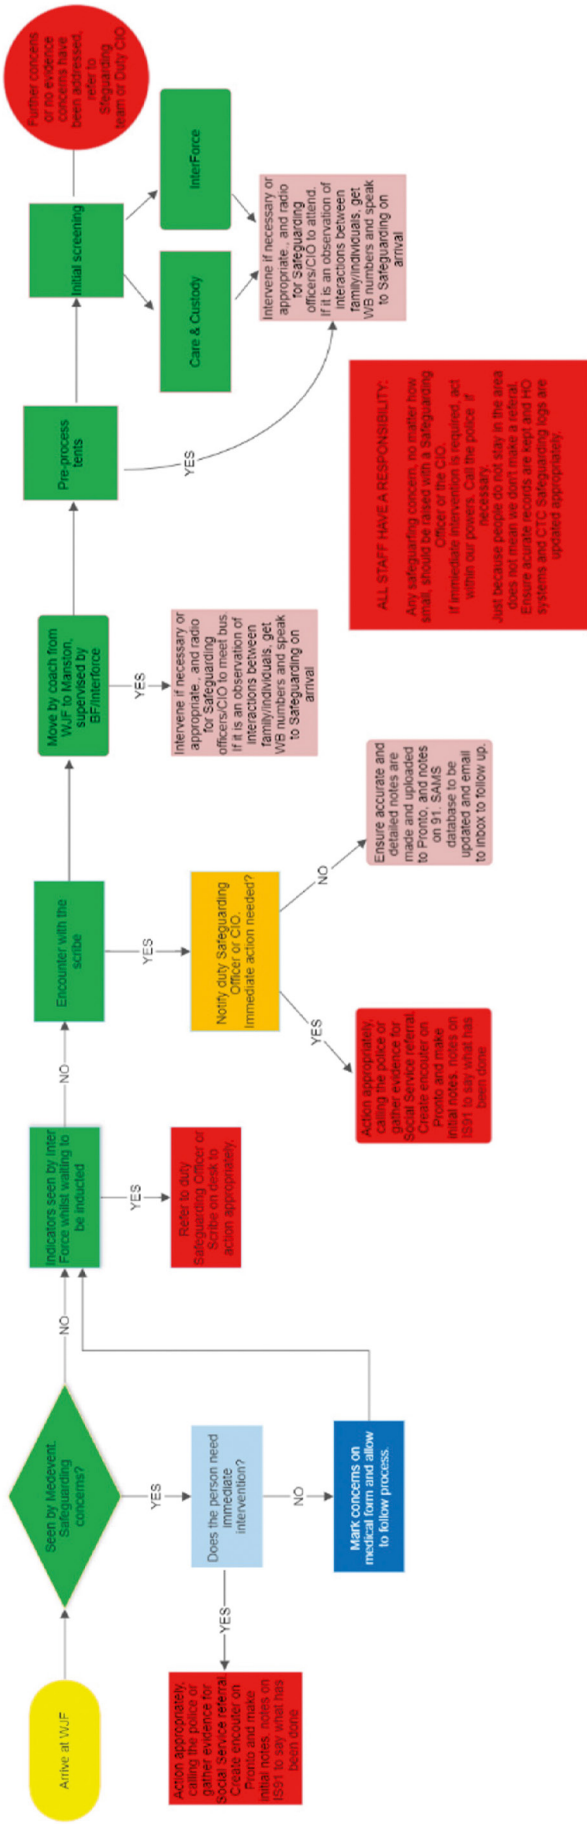 Arrive at WJF
Seen by Medevent.
Safeguarding
concerns?
NO
YES
Does the person need
immediate
intervention?
YES
Action appropriately,
calling the police or
gather evidence for
Social Service referral.
Create encouter on
Pronto and make
initial notes. notes on
IS91 to say what has
been done
NO
Mark concerns on
medical form and allow
to follow process.
Indicators seen by Inter
Force whilst waiting to
be inducted
NO
YES
Refer to duty
Safeguarding Officer or
Scribe on desk to
action appropriately.
Encounter with the
scribe
YES
Notify duty Safeguarding
Officer or CIO.
Immediate action needed?
YES
Action appropriately,
calling the police or
gather evidence for
Social Service referral.
Create encouter on
Pronto and make
initial notes. notes on
IS91 to say what has
been done
NO
Ensure accurate and
detailed notes are
made and uploaded
to Pronto, and notes
on 91. SAMS
database to be
updated and email
to inbox to follow up.
Move by coach from
WJF to Manston,
supervised by
BF/Interforce
YES
Intervene if necessary or
appropriate., and radio
for Safeguarding
officers/CIO to meet bus.
If it is an observation of
interactions between
family/individuals, get
WB numbers and speak
to Safeguarding on
arrival
Pre-process
tents
YES
Initial screening
Care & Custody
InterForce
Intervene if necessary or
appropriate., and radio
for Safeguarding
officers/CIO to attend.
If it is an observation of
interactions between
family/individuals, get
WB numbers and speak
to Safeguarding on
arrival
Further concens
or no evidence
concerns have
been addressed,
refer to
Sfeguarding
team or Duty CIO
ALL STAFF HAVE A RESPONSIBILITY:
Any safeguarfing concern, no matter how
small, should be raised with a Safeguarding
Officer or the CIO.
If immiediate intervention is required, act
within our powers. Call the police if
necessary.
Just because people do not stay in the area
does not mean we don't make a referal.
Ensure acurate records are kept and HO
systems and CTC Safeguarding logs are
updated appropriately.